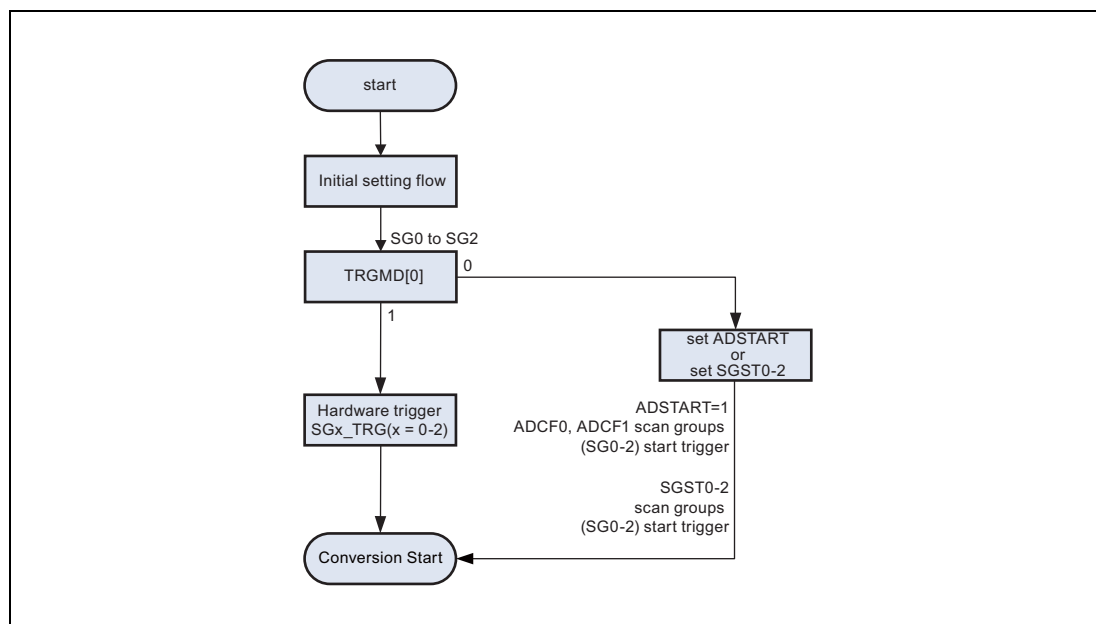 start
Initial setting flow
SG0 to SG2
TRGMD[0]
0
1
set ADSTART
or
set SGST0-2
Hardware trigger
SGx_TRG(x = 0-2)
ADSTART=1
ADCF0, ADCF1 scan groups
(SG0-2) start trigger
SGST0-2
scan groups
(SG0-2) start trigger
Conversion Start